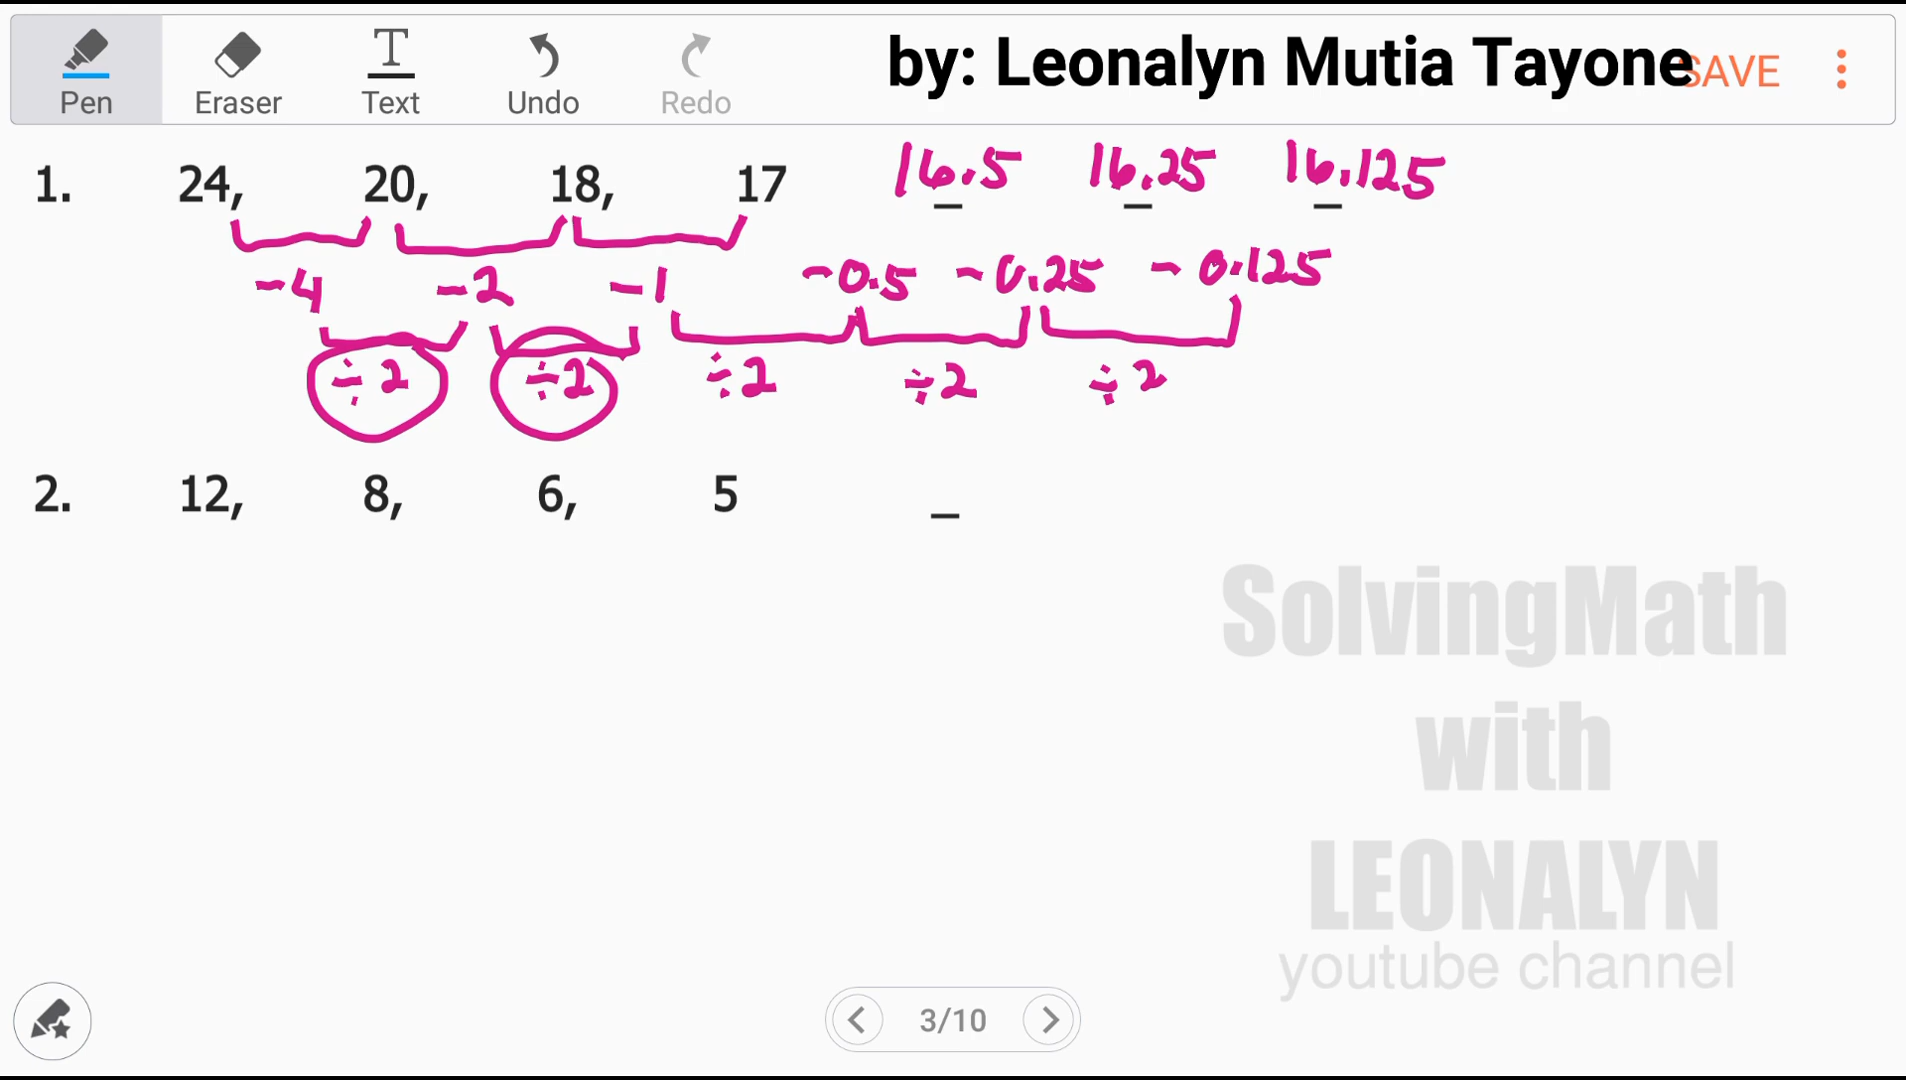 by: Leonalyn Mutia Tayone
Pen Eraser Text Undo Redo SAVE
1. 24, 20, 18, 17 16.5 16.25 16.125
-4 -2 -1 -0.5 -0.25 -0.125
÷2 ÷2 ÷2 ÷2 ÷2
2. 12, 8, 6, 5 _
SolvingMath
with
LEONALYN
youtube channel
3/10